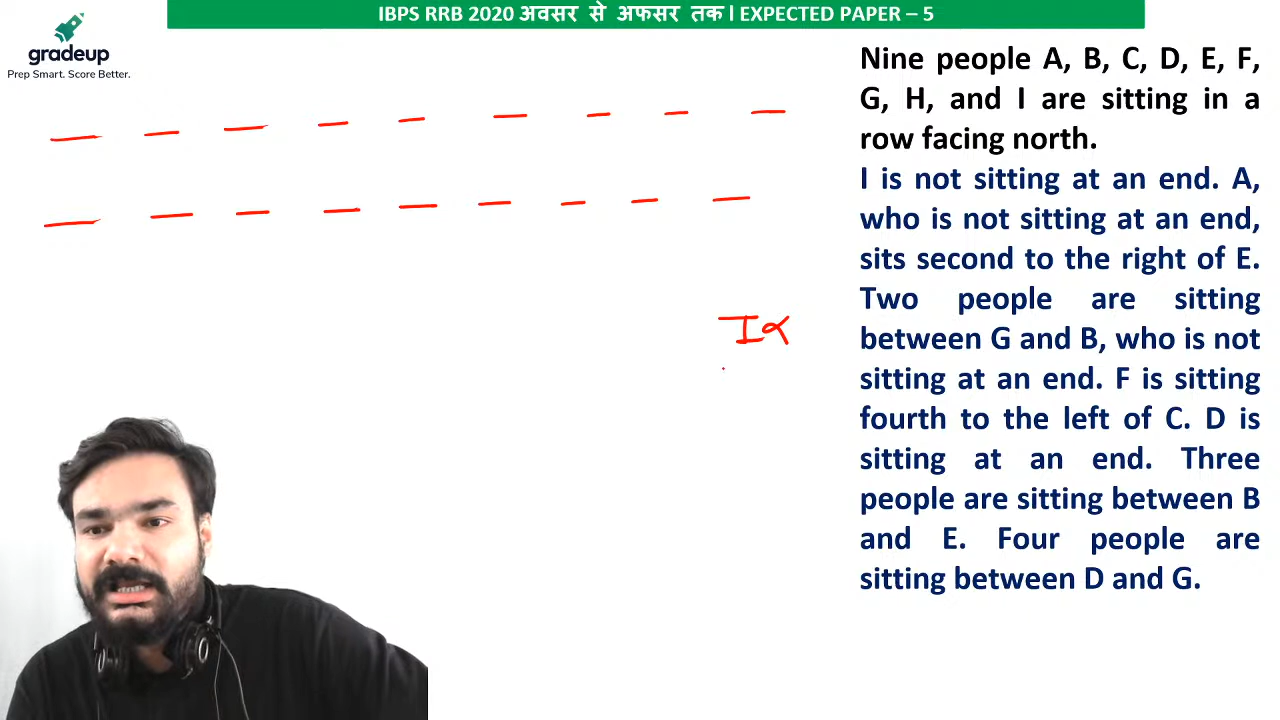 IBPS RRB 2020 अवसर से अफसर तक I EXPECTED PAPER – 5
gradeup
Prep Smart. Score Better.
Nine people A, B, C, D, E, F,
G, H, and I are sitting in a
row facing north.
I is not sitting at an end. A,
who is not sitting at an end,
sits second to the right of E.
Two people are sitting
between G and B, who is not
sitting at an end. F is sitting
fourth to the left of C. D is
sitting at an end. Three
people are sitting between B
and E. Four people are
sitting between D and G.